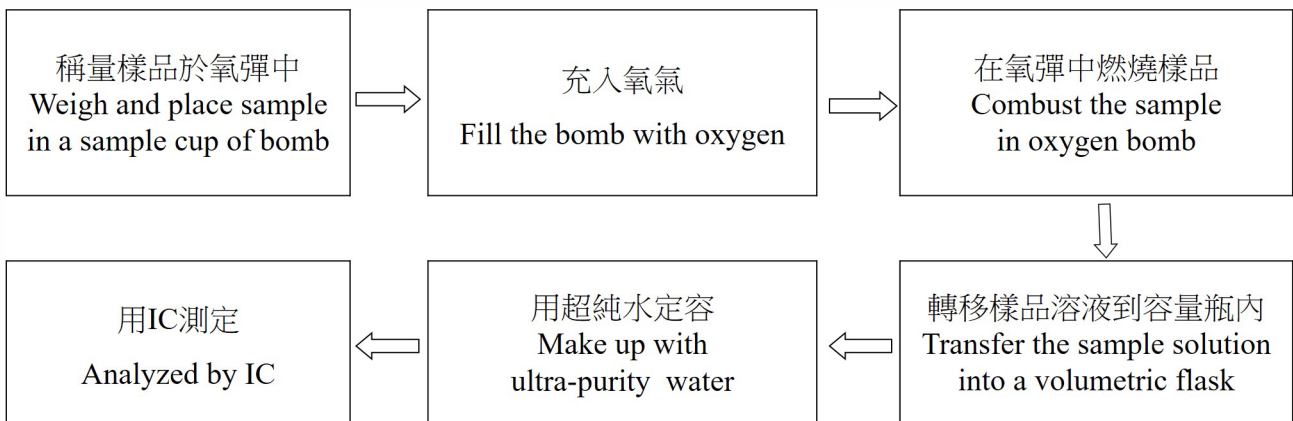 稱量樣品於氧彈中
Weigh and place sample
in a sample cup of bomb
充入氧氣
Fill the bomb with oxygen
在氧彈中燃燒樣品
Combust the sample
in oxygen bomb
轉移樣品溶液到容量瓶內
Transfer the sample solution
into a volumetric flask
用超純水定容
Make up with
ultra-purity water
用IC測定
Analyzed by IC